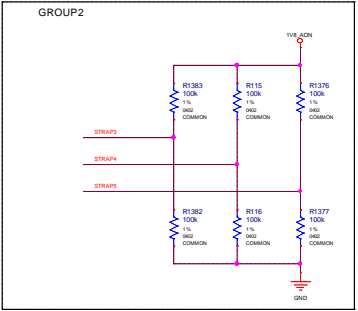 GROUP2
1V8_AON
R1383
100k
1%
0402
COMMON
R115
100k
1%
0402
COMMON
R1376
100k
1%
0402
COMMON
STRAP3
STRAP4
STRAP5
R1382
100k
1%
0402
COMMON
R116
100k
1%
0402
COMMON
R1377
100k
1%
0402
COMMON
GND